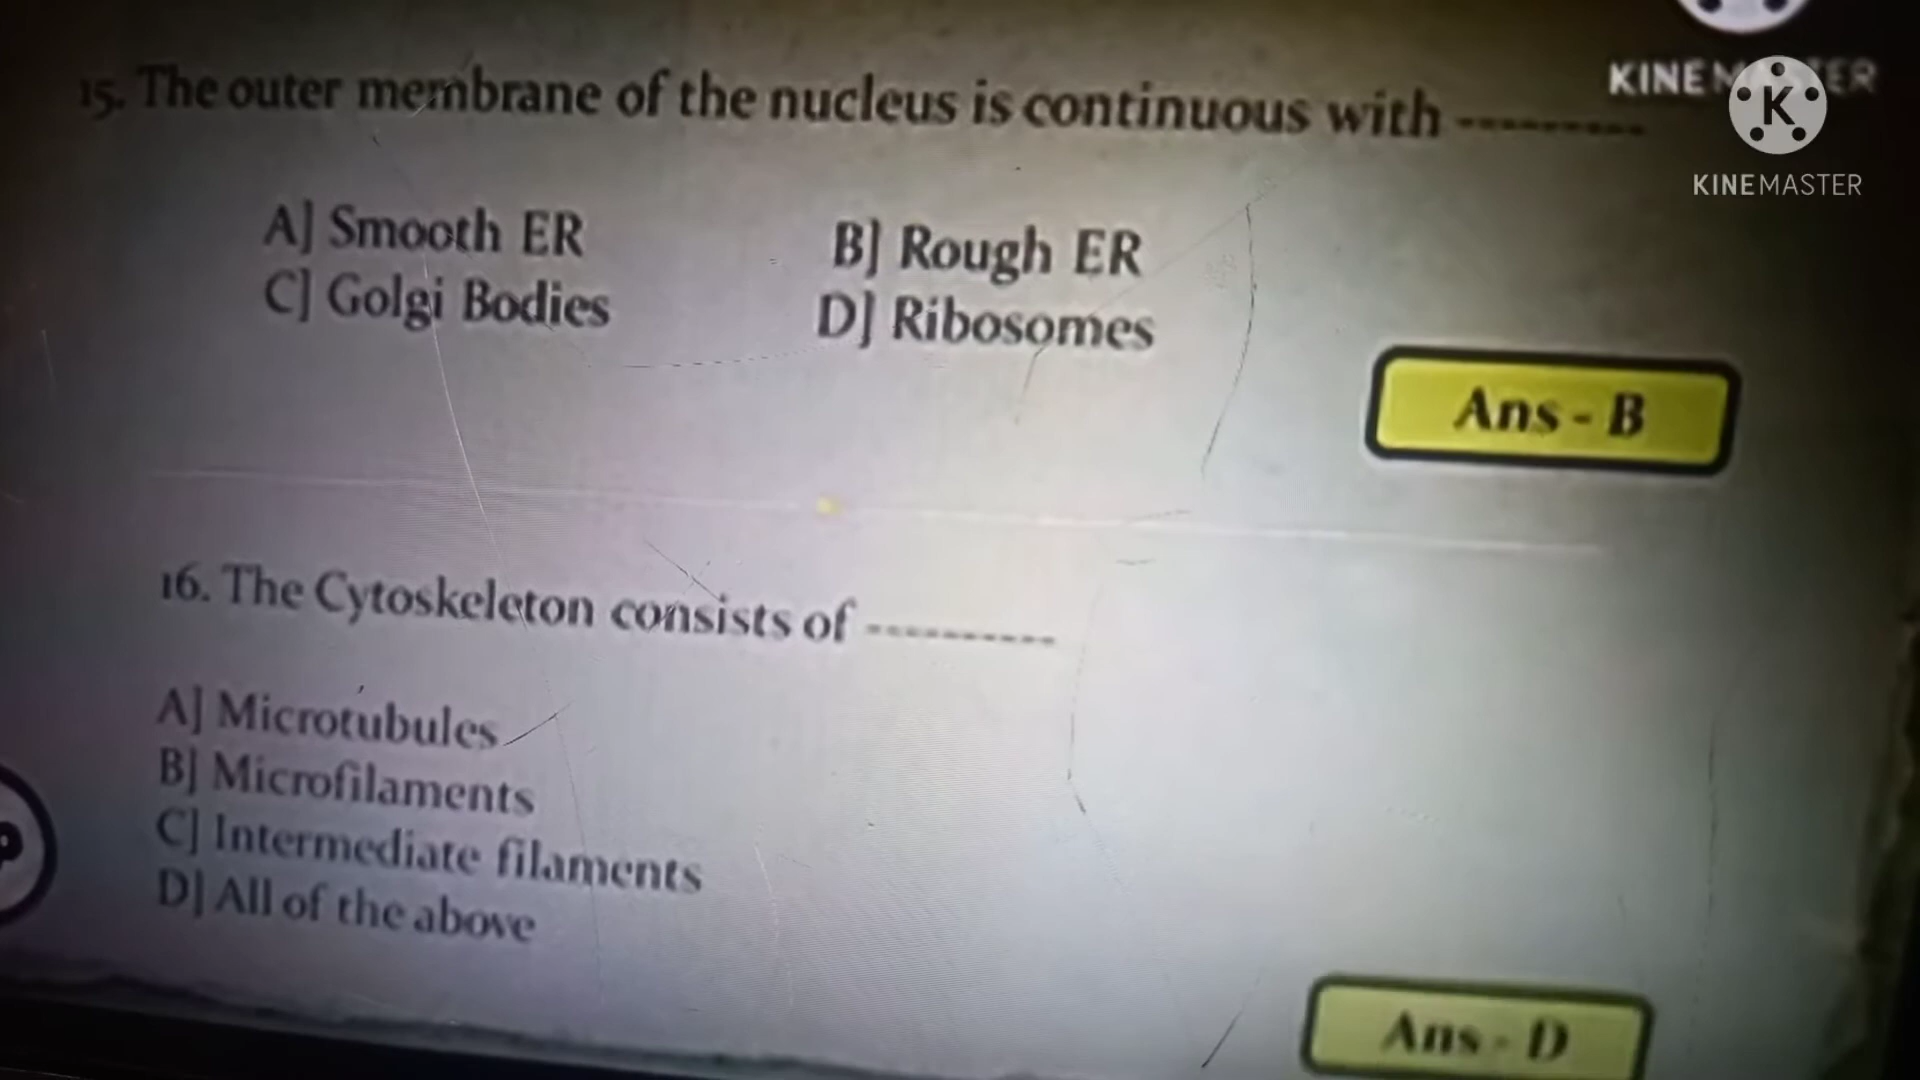 KINEMASTER
KINEMASTER
15. The outer membrane of the nucleus is continuous with ----------
A] Smooth ER
B] Rough ER
C] Golgi Bodies
D] Ribosomes
Ans - B
16. The Cytoskeleton consists of -----------
A] Microtubules
B] Microfilaments
C] Intermediate filaments
D] All of the above
Ans - D